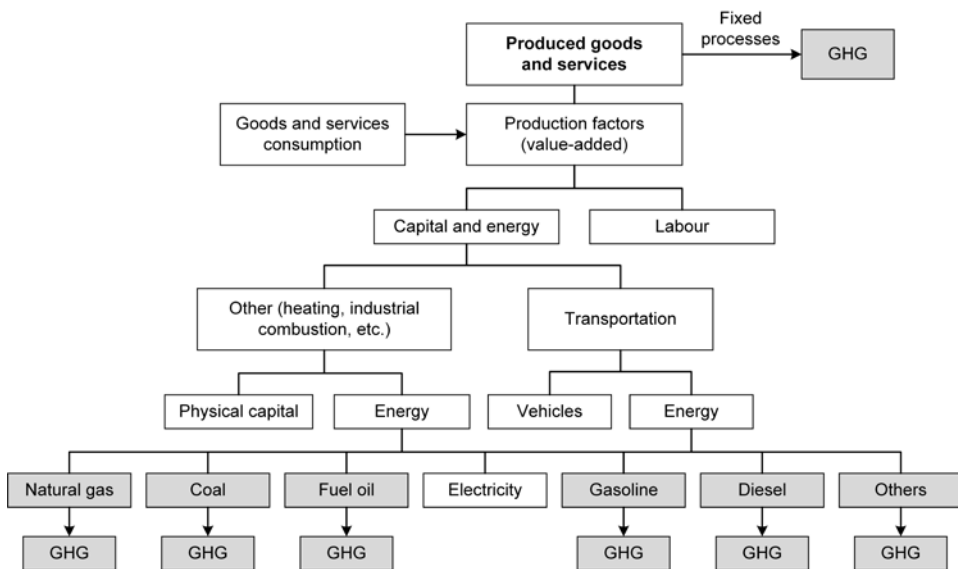 Produced goods
and services
Fixed
processes
GHG
Goods and services
consumption
Production factors
(value-added)
Capital and energy
Labour
Other (heating, industrial
combustion, etc.)
Transportation
Physical capital
Energy
Vehicles
Energy
Natural gas
Coal
Fuel oil
Electricity
Gasoline
Diesel
Others
GHG
GHG
GHG
GHG
GHG
GHG